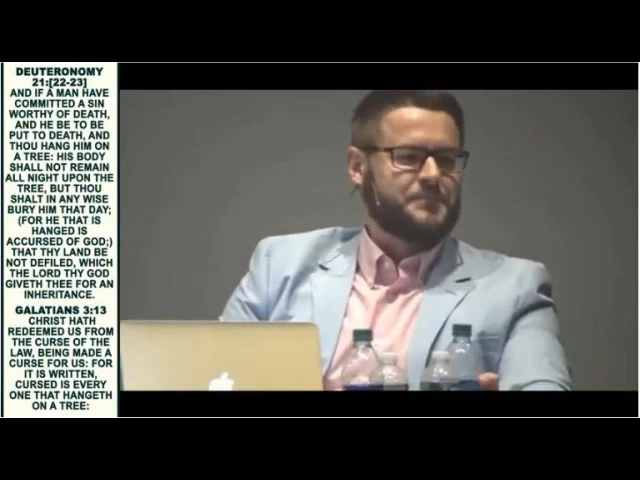 DEUTERONOMY
21:[22-23]
AND IF A MAN HAVE
COMMITTED A SIN
WORTHY OF DEATH,
AND HE BE TO BE
PUT TO DEATH, AND
THOU HANG HIM ON
A TREE: HIS BODY
SHALL NOT REMAIN
ALL NIGHT UPON THE
TREE, BUT THOU
SHALT IN ANY WISE
BURY HIM THAT DAY;
(FOR HE THAT IS
HANGED IS
ACCURSED OF GOD;)
THAT THY LAND BE
NOT DEFILED, WHICH
THE LORD THY GOD
GIVETH THEE FOR AN
INHERITANCE.
GALATIANS 3:13
CHRIST HATH
REDEEMED US FROM
THE CURSE OF THE
LAW, BEING MADE A
CURSE FOR US: FOR
IT IS WRITTEN,
CURSED IS EVERY
ONE THAT HANGETH
ON A TREE: